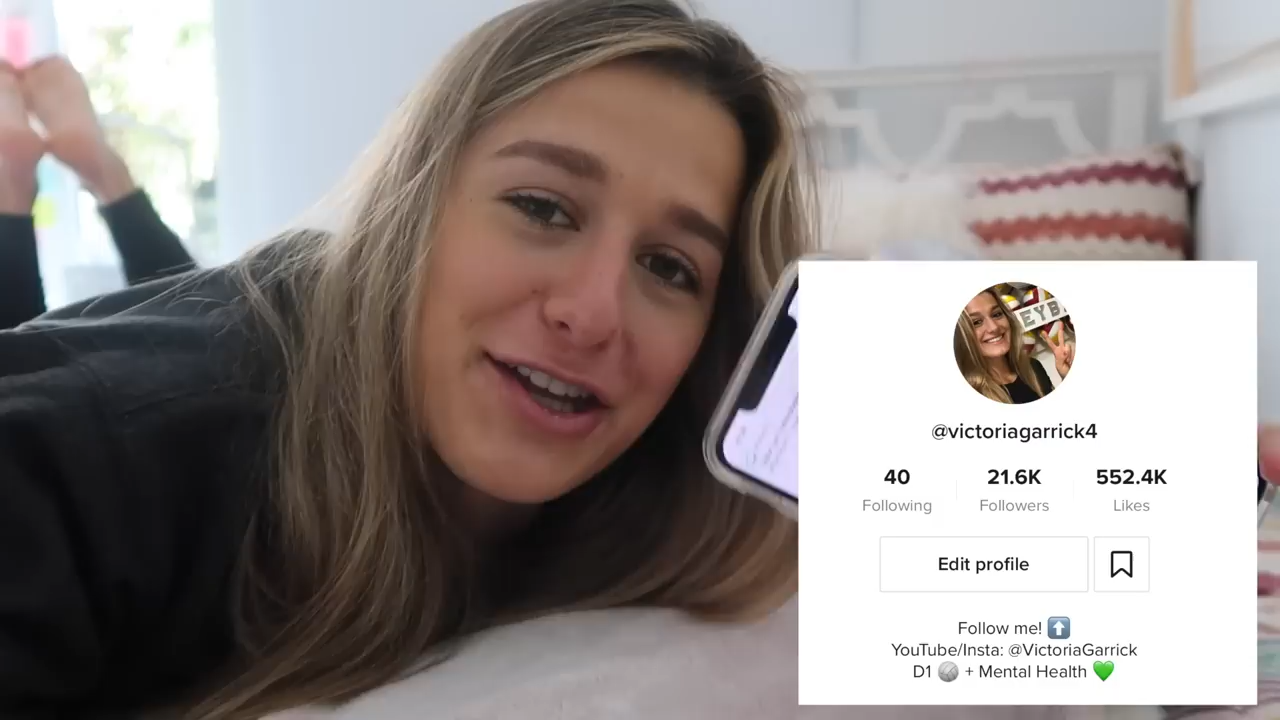 EYB
@victoriagarrick4
40 21.6K 552.4K
Following Followers Likes
Edit profile
Follow me! ⬆️
YouTube/Insta: @VictoriaGarrick
D1 🏐 + Mental Health 💚